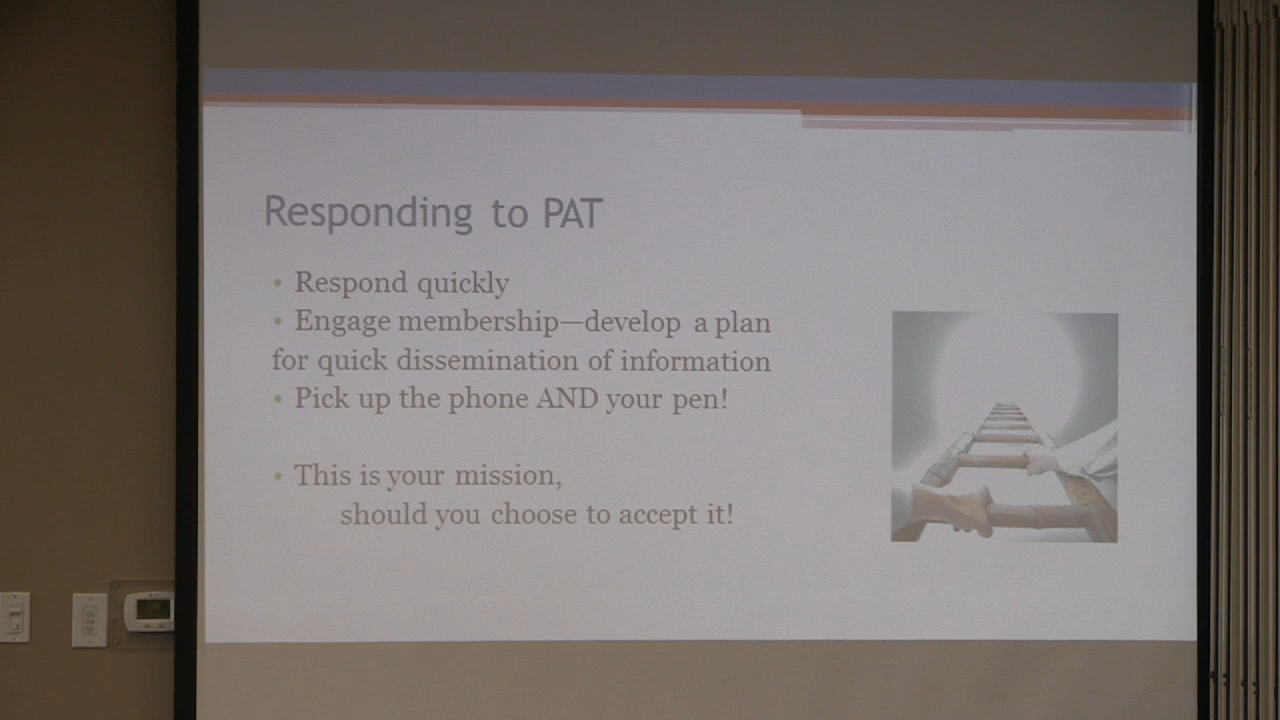 Responding to PAT
• Respond quickly
• Engage membership—develop a plan
for quick dissemination of information
• Pick up the phone AND your pen!
• This is your mission,
should you choose to accept it!